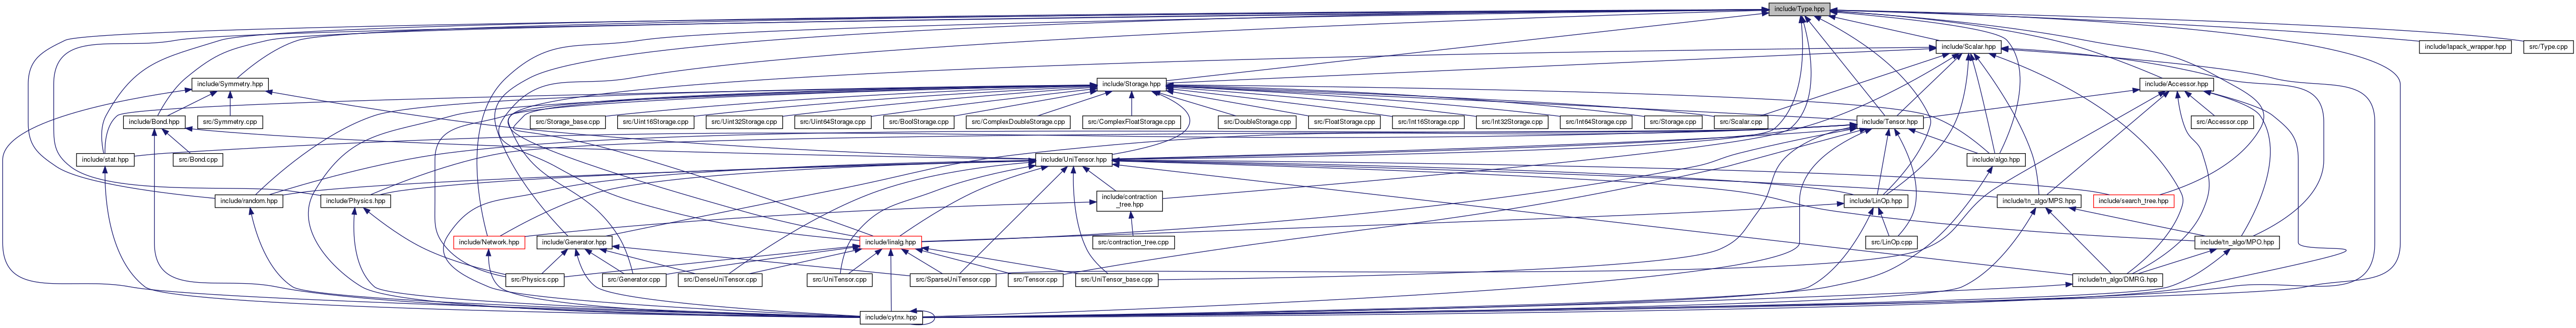 include/Type.hpp
include/Scalar.hpp
include/lapack_wrapper.hpp
src/Type.cpp
include/Symmetry.hpp
include/Storage.hpp
include/Accessor.hpp
include/Bond.hpp
src/Symmetry.cpp
src/Storage_base.cpp
src/Uint16Storage.cpp
src/Uint32Storage.cpp
src/Uint64Storage.cpp
src/BoolStorage.cpp
src/ComplexDoubleStorage.cpp
src/ComplexFloatStorage.cpp
src/DoubleStorage.cpp
src/FloatStorage.cpp
src/Int16Storage.cpp
src/Int32Storage.cpp
src/Int64Storage.cpp
src/Storage.cpp
src/Scalar.cpp
include/Tensor.hpp
src/Accessor.cpp
include/stat.hpp
src/Bond.cpp
include/UniTensor.hpp
include/algo.hpp
include/random.hpp
include/Physics.hpp
include/contraction
_tree.hpp
include/LinOp.hpp
include/tn_algo/MPS.hpp
include/search_tree.hpp
include/Network.hpp
include/Generator.hpp
include/linalg.hpp
src/contraction_tree.cpp
src/LinOp.cpp
include/tn_algo/MPO.hpp
src/Physics.cpp
src/Generator.cpp
src/DenseUniTensor.cpp
src/UniTensor.cpp
src/SparseUniTensor.cpp
src/Tensor.cpp
src/UniTensor_base.cpp
include/tn_algo/DMRG.hpp
include/cytnx.hpp